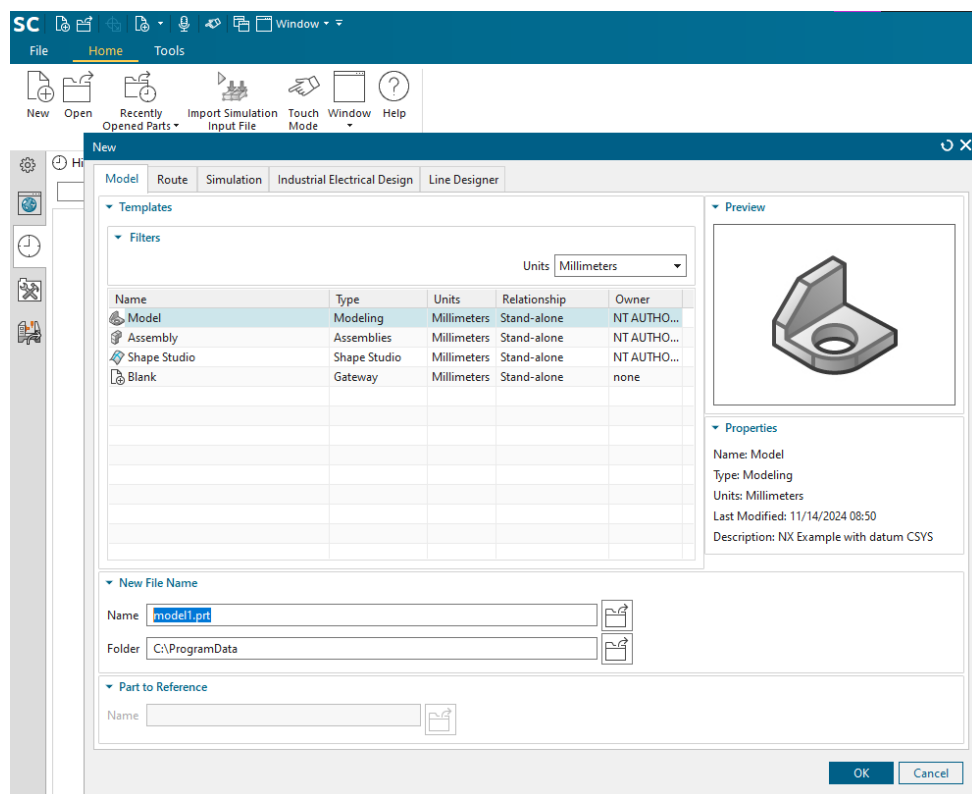 SC Window
File Home Tools
New Open Recently Opened Parts Import Simulation Input File Touch Mode Window Help
Hi
New
Model Route Simulation Industrial Electrical Design Line Designer
Templates
Preview
Filters
Units Millimeters
Name Type Units Relationship Owner
Model Modeling Millimeters Stand-alone NT AUTHO...
Assembly Assemblies Millimeters Stand-alone NT AUTHO...
Shape Studio Shape Studio Millimeters Stand-alone NT AUTHO...
Blank Gateway Millimeters Stand-alone none
Properties
Name: Model
Type: Modeling
Units: Millimeters
Last Modified: 11/14/2024 08:50
Description: NX Example with datum CSYS
New File Name
Name model1.prt
Folder C:\ProgramData
Part to Reference
Name
OK Cancel